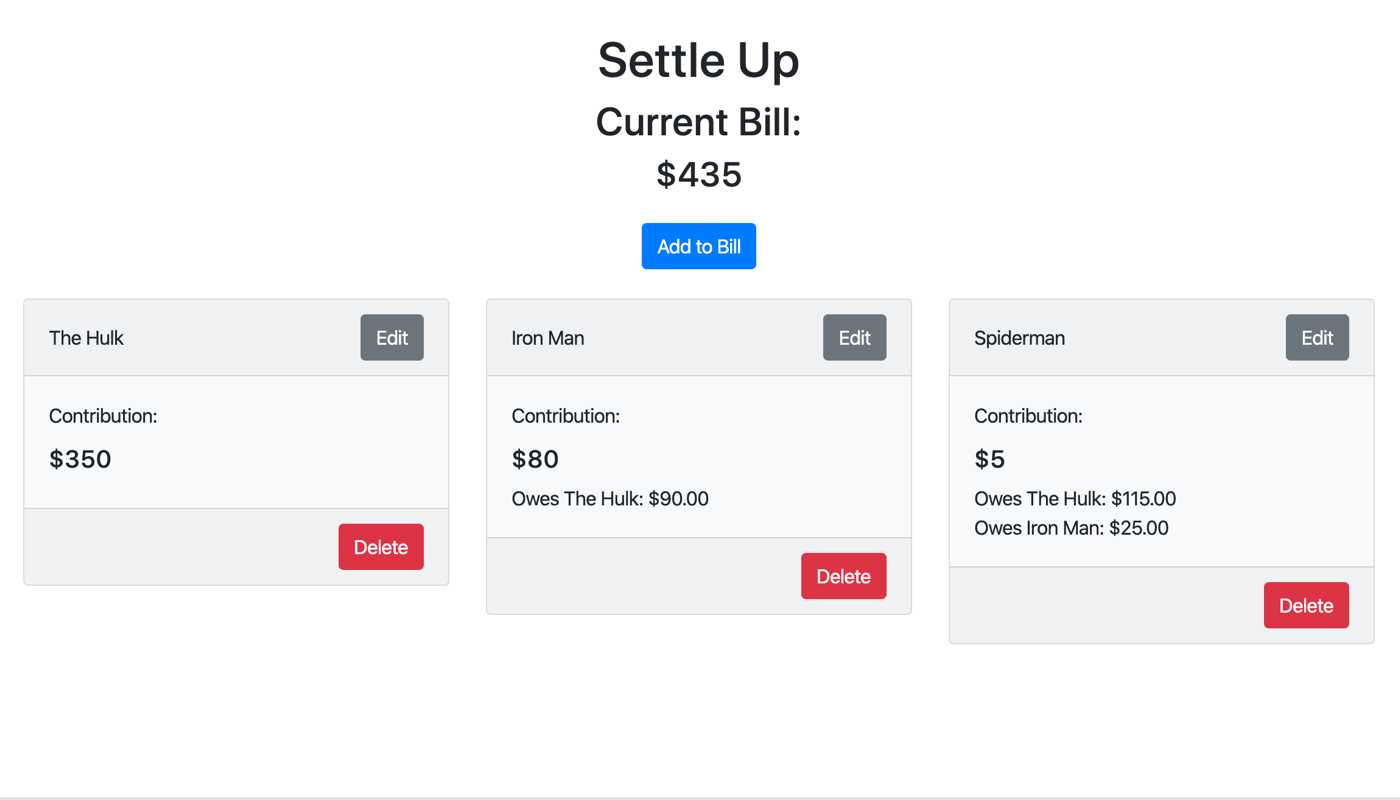 Settle Up
Current Bill:
$435
Add to Bill
The Hulk
Edit
Contribution:
$350
Delete
Iron Man
Edit
Contribution:
$80
Owes The Hulk: $90.00
Delete
Spiderman
Edit
Contribution:
$5
Owes The Hulk: $115.00
Owes Iron Man: $25.00
Delete